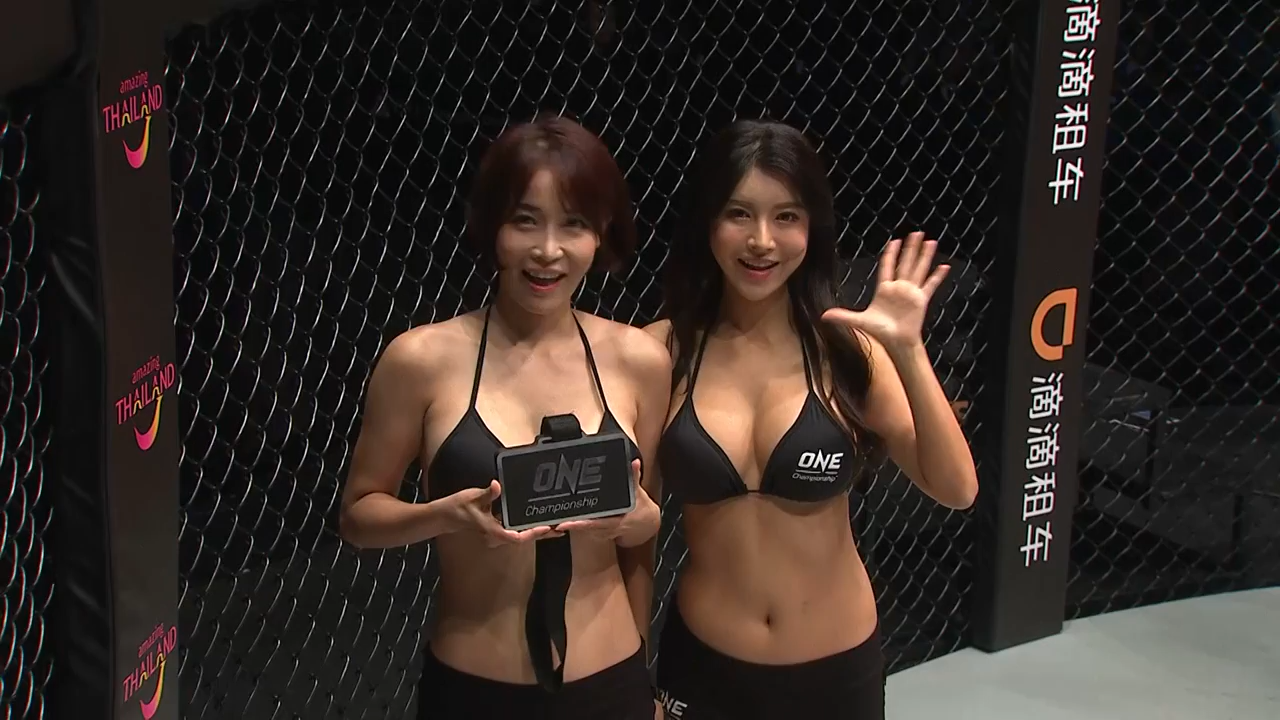 amazing
THAILAND
amazing
THAILAND
amazing
THAILAND
ONE
Championship
ONE
Championship
ONE
滴滴租车
滴滴租车